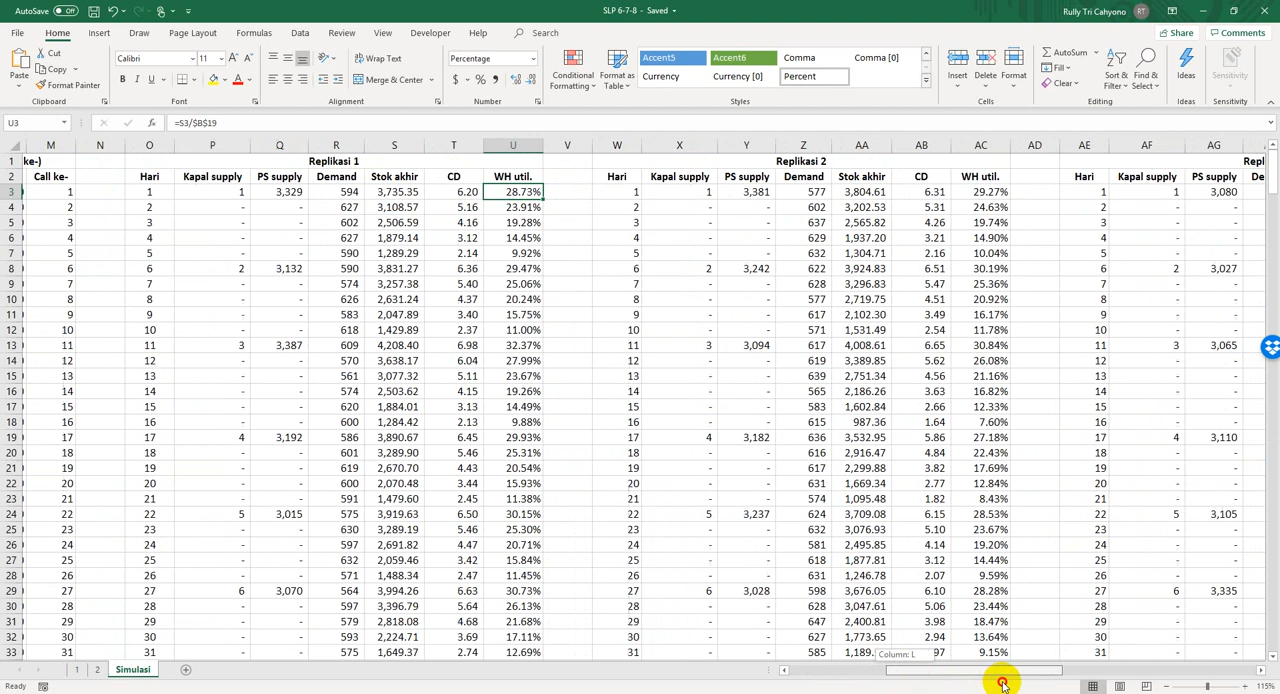 AutoSave Off SLP 6-7-8 - Saved Rully Tri Cahyono RT
File Home Insert Draw Page Layout Formulas Data Review View Developer Help Search Share Comments
Paste Cut Copy Format Painter Calibri 11 Wrap Text Merge & Center Percentage Conditional Formatting Format as Table Accent5 Accent6 Comma Comma [0] Currency Currency [0] Percent Insert Delete Format AutoSum Fill Clear Sort & Filter Find & Select Ideas Sensitivity
Clipboard Font Alignment Number Styles Cells Editing Ideas Sensitivity
U3 =S3/$B$19
M N O P Q R S T U V W X Y Z AA AB AC AD AE AF AG
1 ke-) Replikasi 1 Replikasi 2 Repl
2 Call ke- Hari Kapal supply PS supply Demand Stok akhir CD WH util. Hari Kapal supply PS supply Demand Stok akhir CD WH util. Hari Kapal supply PS supply De
3 1 1 1 3,329 594 3,735.35 6.20 28.73% 1 1 3,381 577 3,804.61 6.31 29.27% 1 1 3,080
4 2 2 - - 627 3,108.57 5.16 23.91% 2 - - 602 3,202.53 5.31 24.63% 2 - -
5 3 3 - - 602 2,506.59 4.16 19.28% 3 - - 637 2,565.82 4.26 19.74% 3 - -
6 4 4 - - 627 1,879.14 3.12 14.45% 4 - - 629 1,937.20 3.21 14.90% 4 - -
7 5 5 - - 590 1,289.29 2.14 9.92% 5 - - 632 1,304.71 2.16 10.04% 5 - -
8 6 6 2 3,132 590 3,831.27 6.36 29.47% 6 2 3,242 622 3,924.83 6.51 30.19% 6 2 3,027
9 7 7 - - 574 3,257.38 5.40 25.06% 7 - - 628 3,296.83 5.47 25.36% 7 - -
10 8 8 - - 626 2,631.24 4.37 20.24% 8 - - 577 2,719.75 4.51 20.92% 8 - -
11 9 9 - - 583 2,047.89 3.40 15.75% 9 - - 617 2,102.30 3.49 16.17% 9 - -
12 10 10 - - 618 1,429.89 2.37 11.00% 10 - - 571 1,531.49 2.54 11.78% 10 - -
13 11 11 3 3,387 609 4,208.40 6.98 32.37% 11 3 3,094 617 4,008.61 6.65 30.84% 11 3 3,065
14 12 12 - - 570 3,638.17 6.04 27.99% 12 - - 619 3,389.85 5.62 26.08% 12 - -
15 13 13 - - 561 3,077.32 5.11 23.67% 13 - - 639 2,751.34 4.56 21.16% 13 - -
16 14 14 - - 574 2,503.62 4.15 19.26% 14 - - 565 2,186.26 3.63 16.82% 14 - -
17 15 15 - - 620 1,884.01 3.13 14.49% 15 - - 583 1,602.84 2.66 12.33% 15 - -
18 16 16 - - 600 1,284.42 2.13 9.88% 16 - - 615 987.36 1.64 7.60% 16 - -
19 17 17 4 3,192 586 3,890.67 6.45 29.93% 17 4 3,182 636 3,532.95 5.86 27.18% 17 4 3,110
20 18 18 - - 601 3,289.90 5.46 25.31% 18 - - 617 2,916.47 4.84 22.43% 18 - -
21 19 19 - - 619 2,670.70 4.43 20.54% 19 - - 617 2,299.88 3.82 17.69% 19 - -
22 20 20 - - 600 2,070.48 3.44 15.93% 20 - - 631 1,669.34 2.77 12.84% 20 - -
23 21 21 - - 591 1,479.60 2.45 11.38% 21 - - 574 1,095.48 1.82 8.43% 21 - -
24 22 22 5 3,015 575 3,919.63 6.50 30.15% 22 5 3,237 624 3,709.08 6.15 28.53% 22 5 3,105
25 23 23 - - 630 3,289.19 5.46 25.30% 23 - - 632 3,076.93 5.10 23.67% 23 - -
26 24 24 - - 597 2,691.82 4.47 20.71% 24 - - 581 2,495.85 4.14 19.20% 24 - -
27 25 25 - - 632 2,059.46 3.42 15.84% 25 - - 618 1,877.81 3.12 14.44% 25 - -
28 26 26 - - 571 1,488.34 2.47 11.45% 26 - - 631 1,246.78 2.07 9.59% 26 - -
29 27 27 6 3,070 564 3,994.26 6.63 30.73% 27 6 3,028 598 3,676.05 6.10 28.28% 27 6 3,335
30 28 28 - - 597 3,396.79 5.64 26.13% 28 - - 628 3,047.61 5.06 23.44% 28 - -
31 29 29 - - 579 2,818.08 4.68 21.68% 29 - - 647 2,400.81 3.98 18.47% 29 - -
32 30 30 - - 593 2,224.71 3.69 17.11% 30 - - 627 1,773.65 2.94 13.64% 30 - -
33 31 31 - - 575 1,649.37 2.74 12.69% 31 - - 585 1,189. 97 9.15% 31 - -
Column: L
1 2 Simulasi
Ready 115%